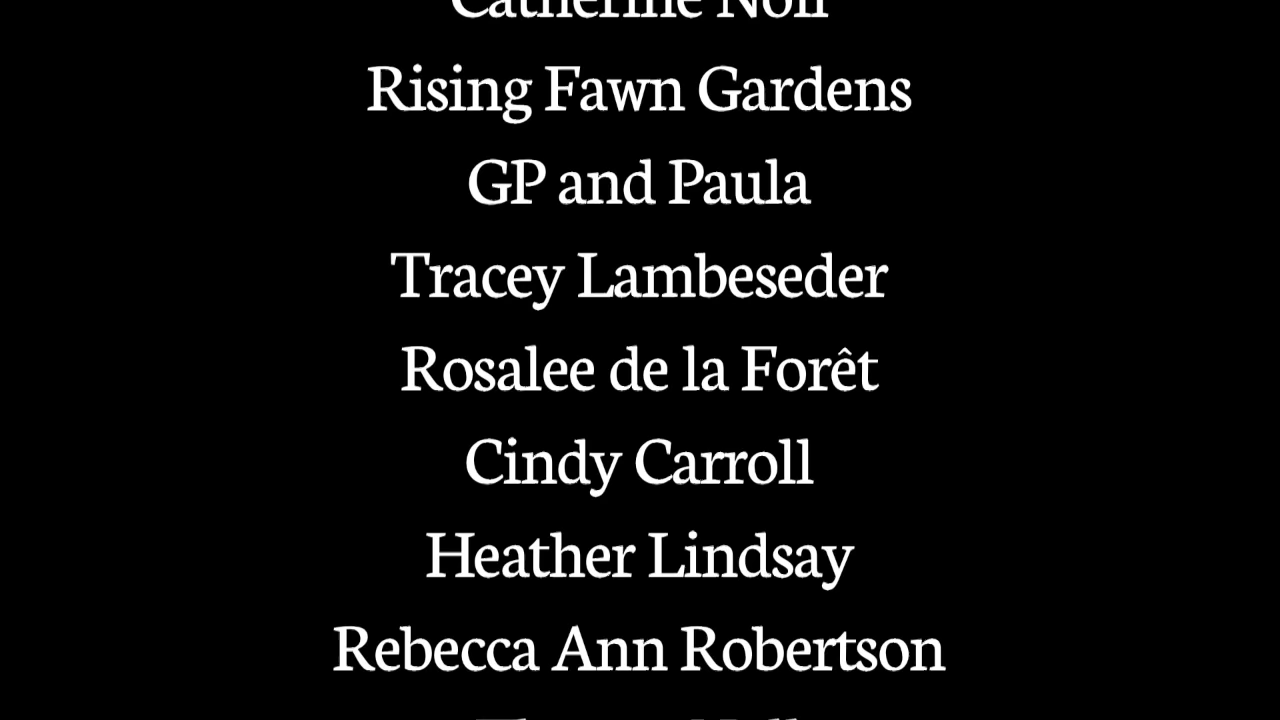 Catherine
Rising Fawn Gardens
GP and Paula
Tracey Lambeseder
Rosalee de la Forêt
Cindy Carroll
Heather Lindsay
Rebecca Ann Robertson